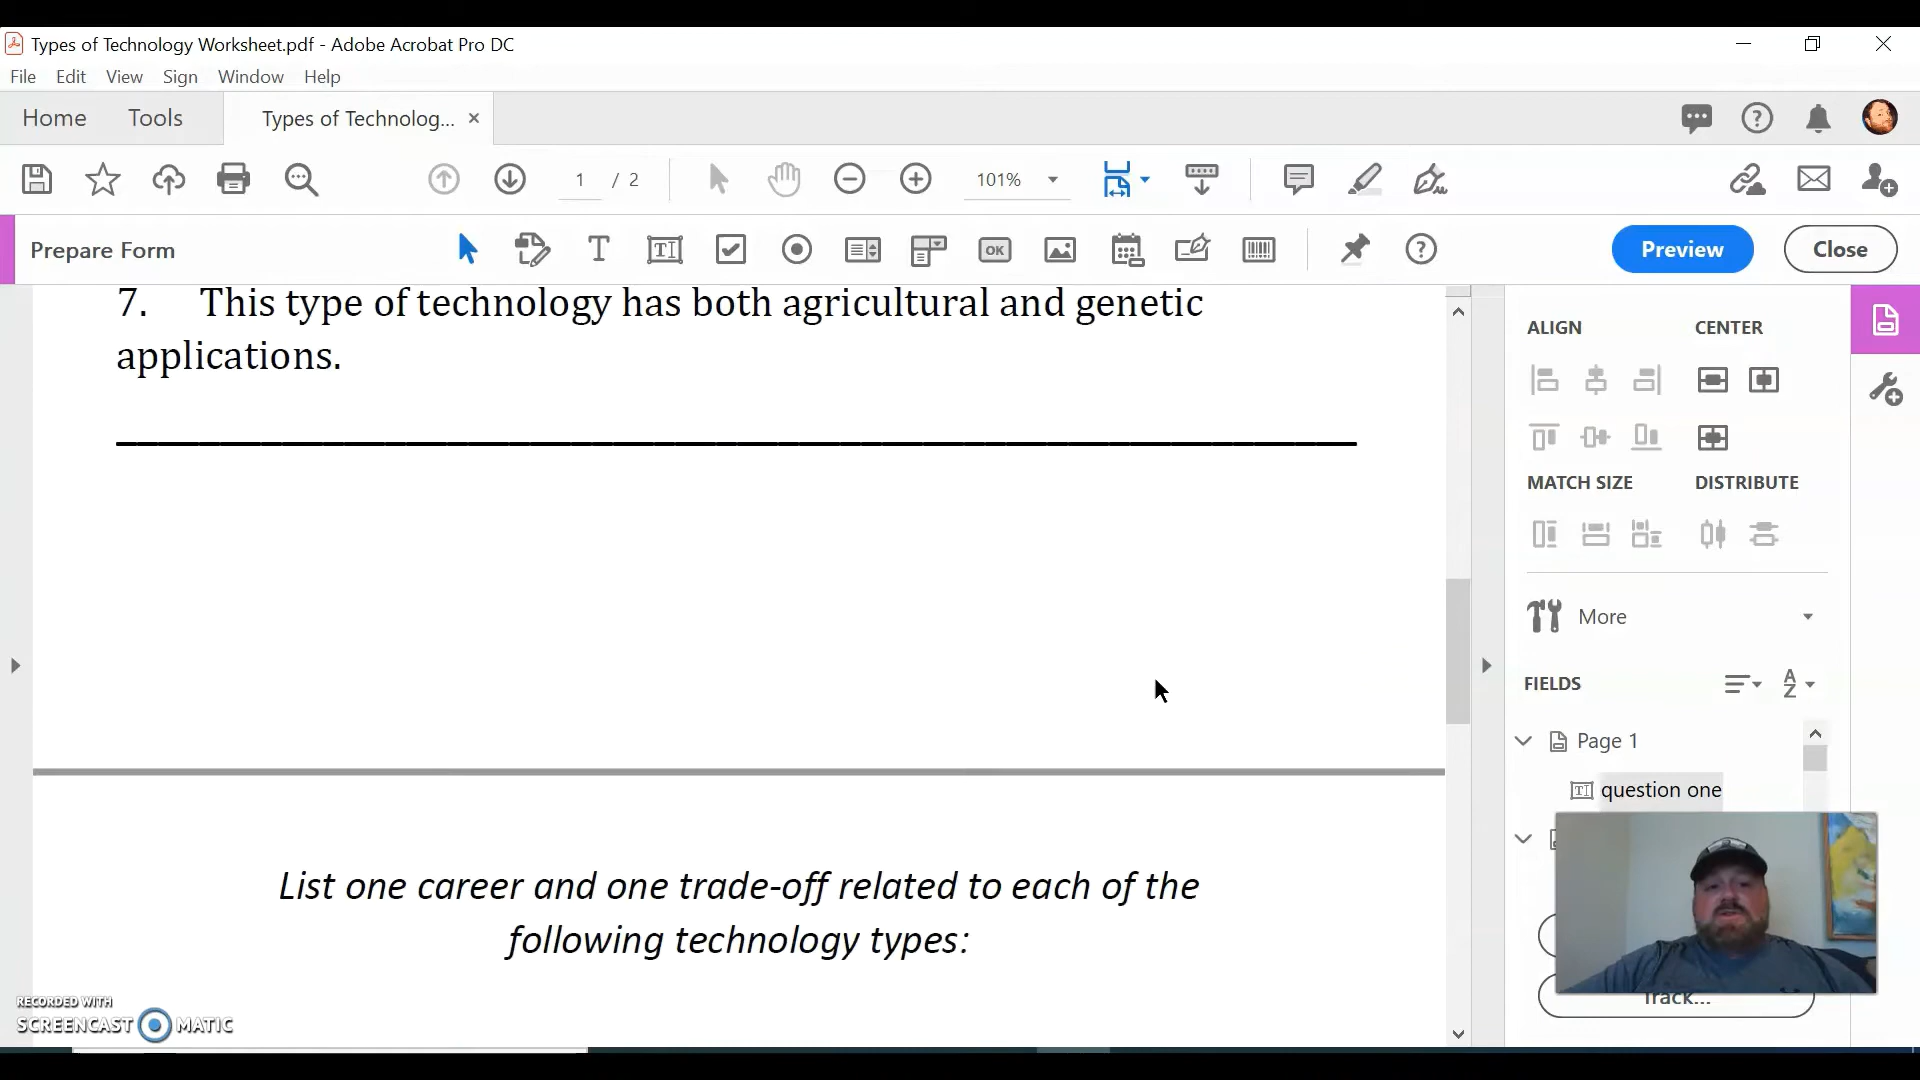 Types of Technology Worksheet.pdf - Adobe Acrobat Pro DC
File Edit View Sign Window Help
Home Tools Types of Technolog... ×
1 / 2 101%
Prepare Form OK Preview Close
7. This type of technology has both agricultural and genetic
applications.
ALIGN CENTER
MATCH SIZE DISTRIBUTE
More
FIELDS A Z
Page 1
question one
Track...
List one career and one trade-off related to each of the
following technology types:
RECORDED WITH
SCREENCAST MATIC